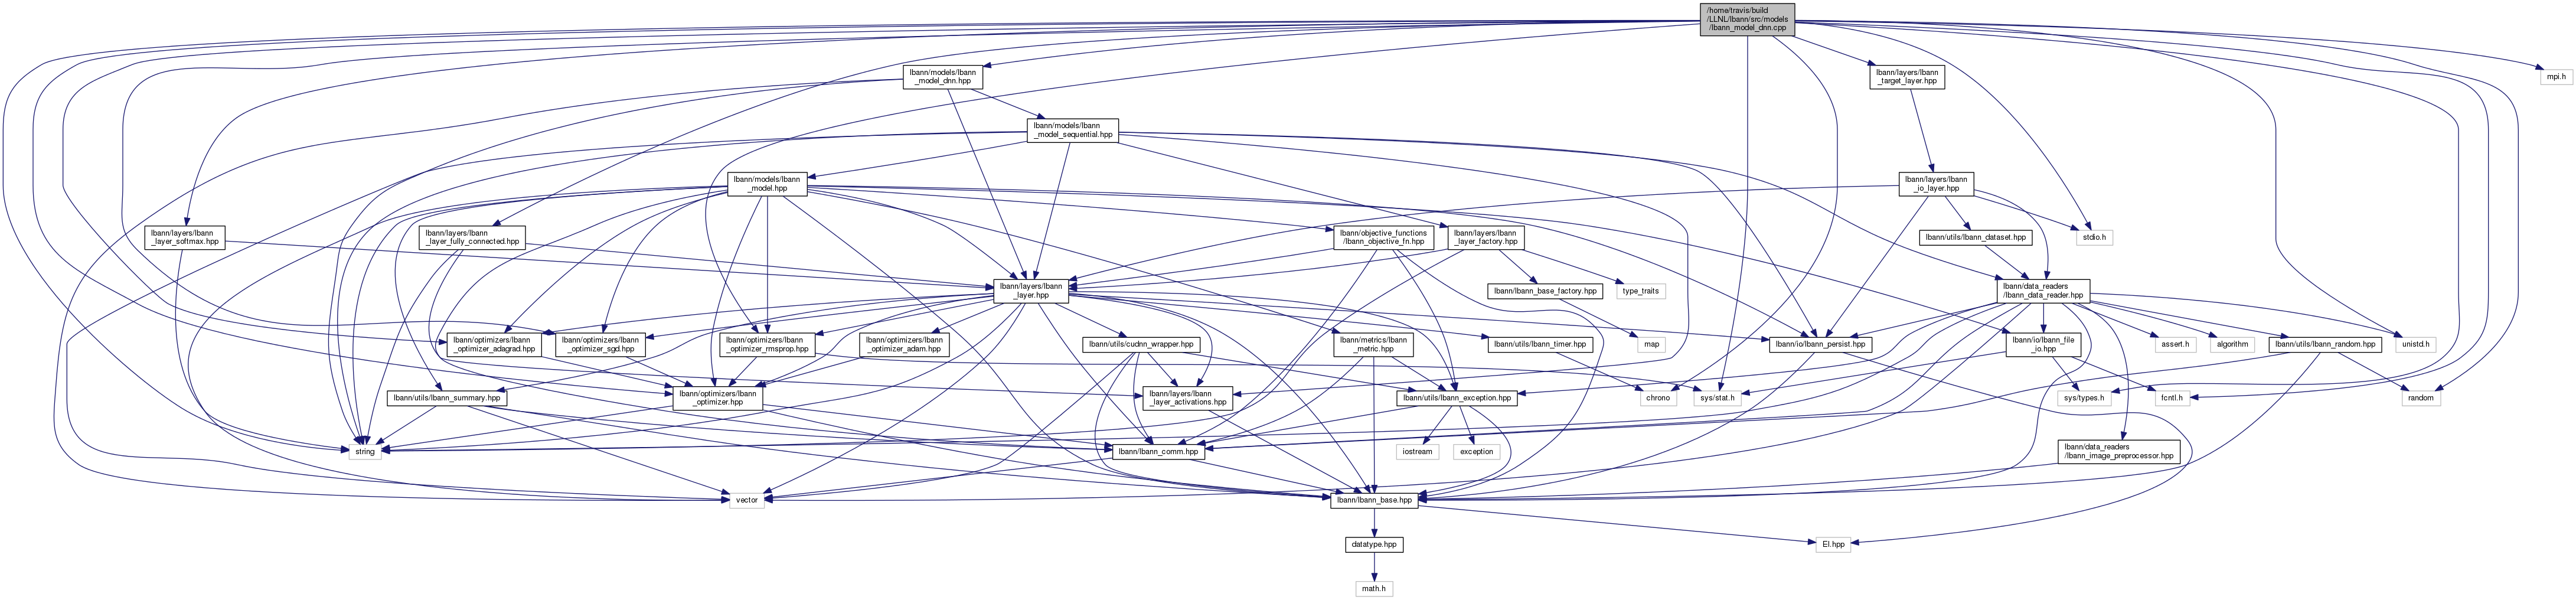 /home/travis/build
/LLNL/lbann/src/models
/lbann_model_dnn.cpp
lbann/models/lbann
_model_dnn.hpp
lbann/layers/lbann
_target_layer.hpp
mpi.h
lbann/models/lbann
_model_sequential.hpp
lbann/models/lbann
_model.hpp
lbann/layers/lbann
_io_layer.hpp
lbann/layers/lbann
_layer_softmax.hpp
lbann/layers/lbann
_layer_fully_connected.hpp
lbann/objective_functions
/lbann_objective_fn.hpp
lbann/layers/lbann
_layer_factory.hpp
lbann/utils/lbann_dataset.hpp
stdio.h
lbann/layers/lbann
_layer.hpp
lbann/lbann_base_factory.hpp
type_traits
lbann/data_readers
/lbann_data_reader.hpp
lbann/optimizers/lbann
_optimizer_adagrad.hpp
lbann/optimizers/lbann
_optimizer_sgd.hpp
lbann/optimizers/lbann
_optimizer_rmsprop.hpp
lbann/optimizers/lbann
_optimizer_adam.hpp
lbann/utils/cudnn_wrapper.hpp
lbann/metrics/lbann
_metric.hpp
lbann/utils/lbann_timer.hpp
map
lbann/io/lbann_persist.hpp
lbann/io/lbann_file
_io.hpp
assert.h
algorithm
lbann/utils/lbann_random.hpp
unistd.h
lbann/utils/lbann_summary.hpp
lbann/optimizers/lbann
_optimizer.hpp
lbann/layers/lbann
_layer_activations.hpp
lbann/utils/lbann_exception.hpp
chrono
sys/stat.h
sys/types.h
fcntl.h
random
string
lbann/lbann_comm.hpp
iostream
exception
lbann/data_readers
/lbann_image_preprocessor.hpp
vector
lbann/lbann_base.hpp
datatype.hpp
El.hpp
math.h